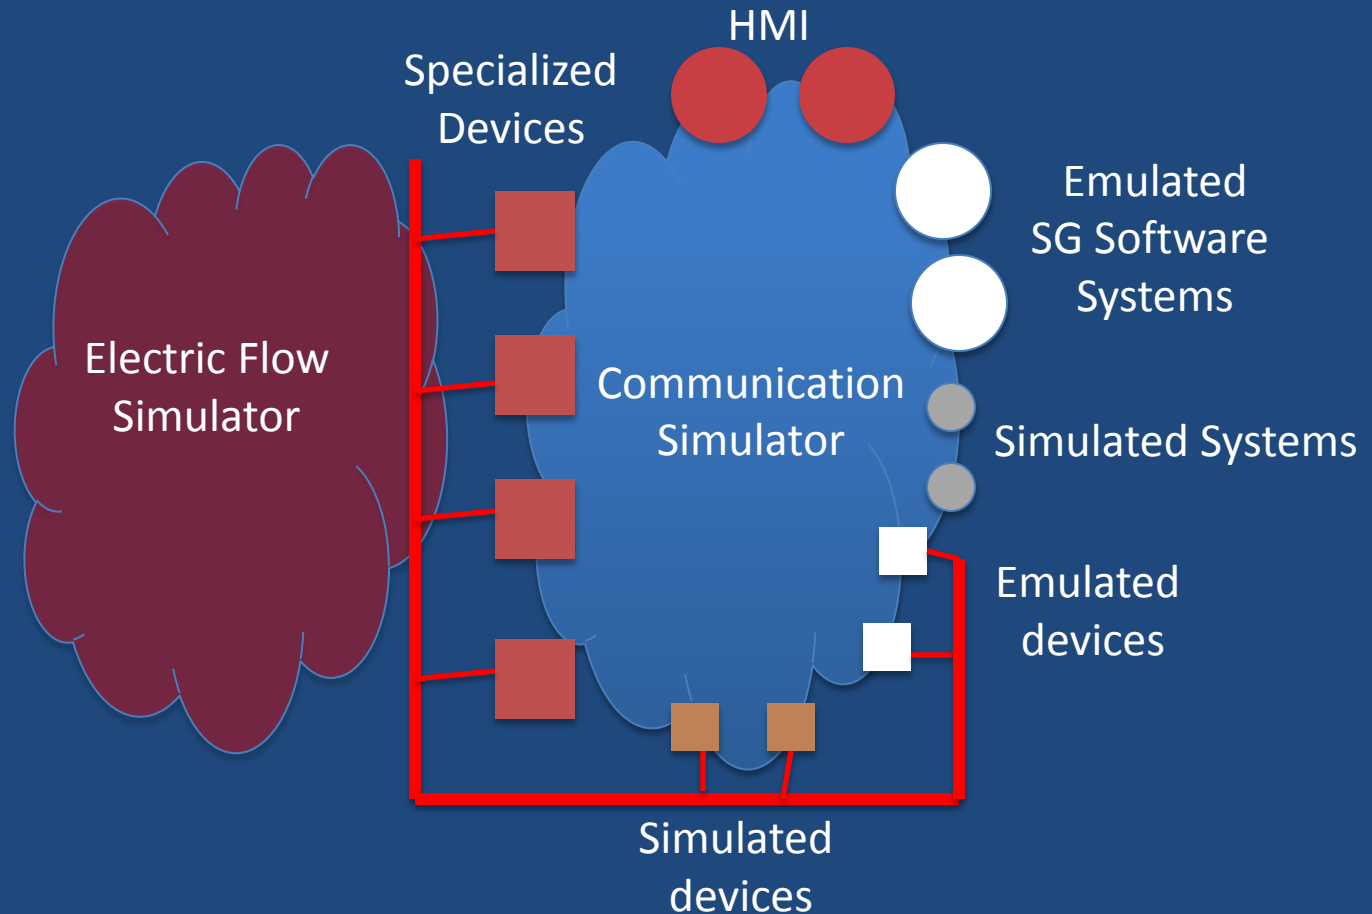 HMI
Specialized
Devices
Emulated
SG Software
Systems
Electric Flow
Simulator
Communication
Simulator
Simulated Systems
Emulated
devices
Simulated
devices